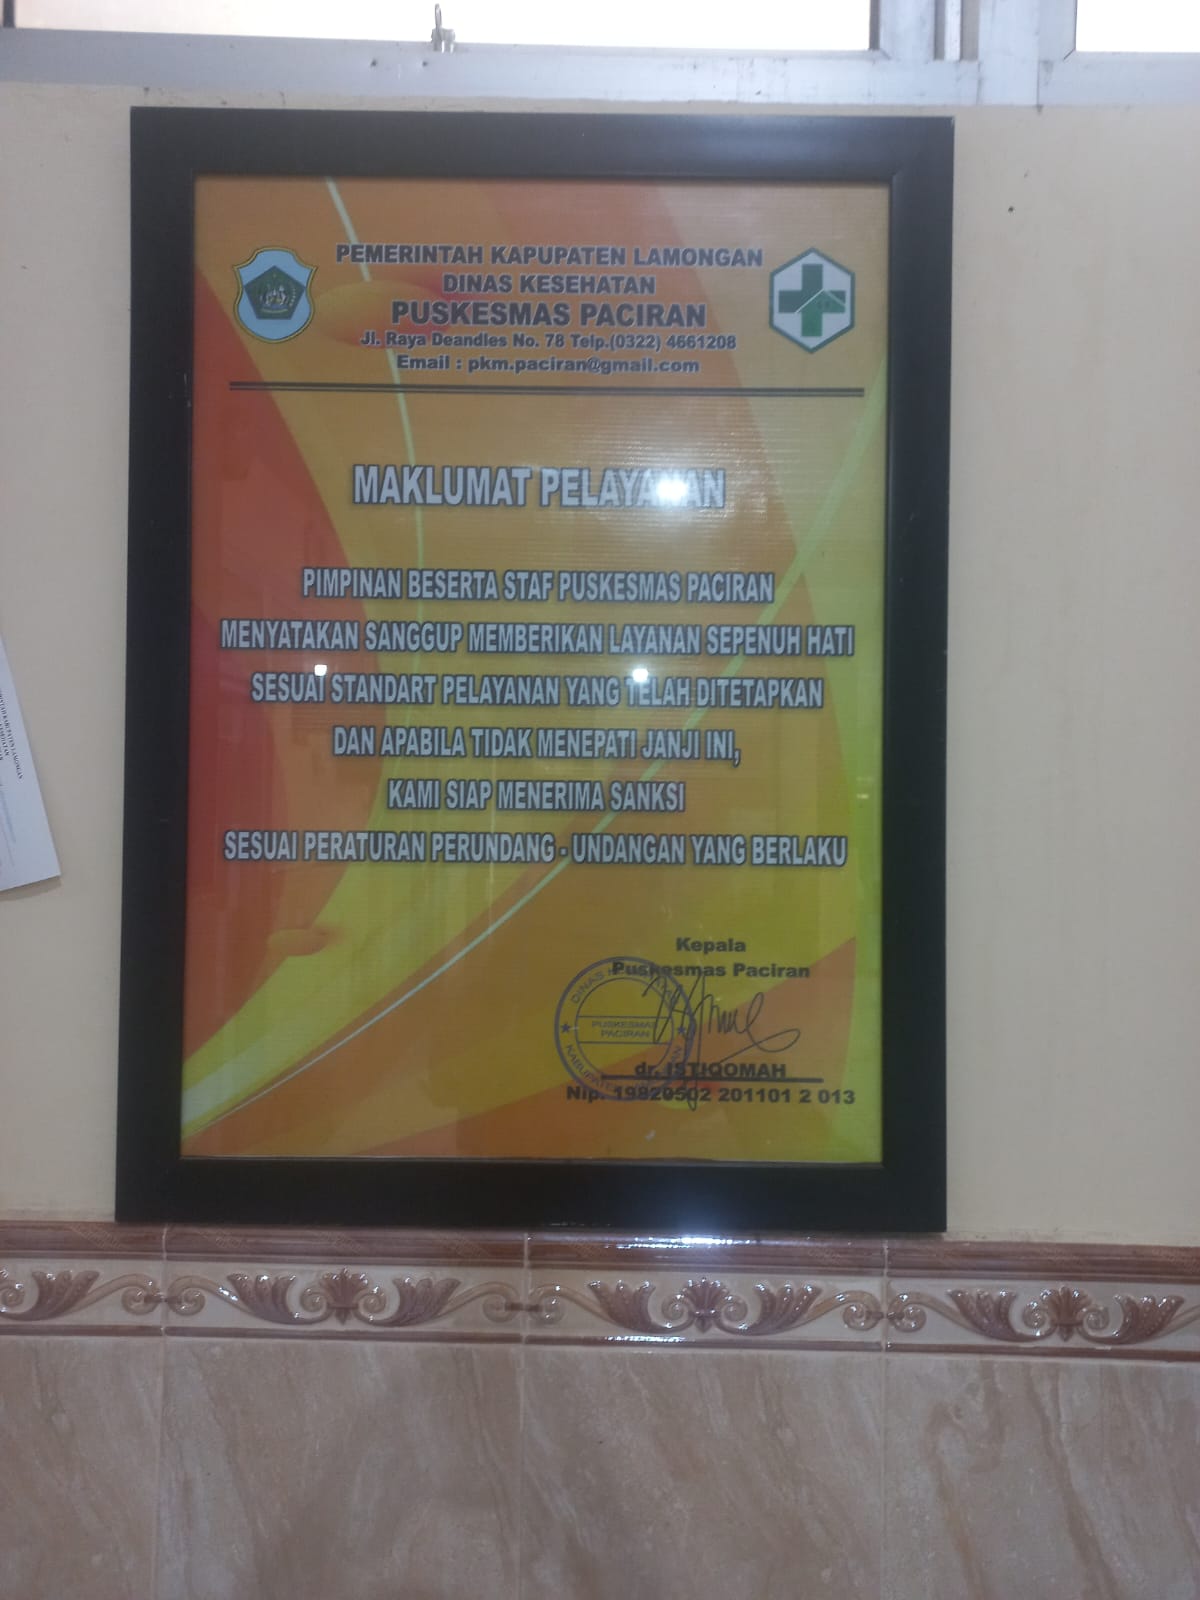 PEMERINTAH KAPUPATEN LAMONGAN
DINAS KESEHATAN
PUSKESMAS PACIRAN
Jl. Raya Deandles No. 78 Telp.(0322) 4661208
Email : pkm.paciran@gmail.com
MAKLUMAT PELAYANAN
PIMPINAN BESERTA STAF PUSKESMAS PACIRAN
MENYATAKAN SANGGUP MEMBERIKAN LAYANAN SEPENUH HATI
SESUAI STANDART PELAYANAN YANG TELAH DITETAPKAN
DAN APABILA TIDAK MENEPATI JANJI INI,
KAMI SIAP MENERIMA SANKSI
SESUAI PERATURAN PERUNDANG - UNDANGAN YANG BERLAKU
Kepala
Puskesmas Paciran
DINAS
PUSKESMAS
PACIRAN
dr. ISTIQOMAH
Nip. 19820502 201101 2 013